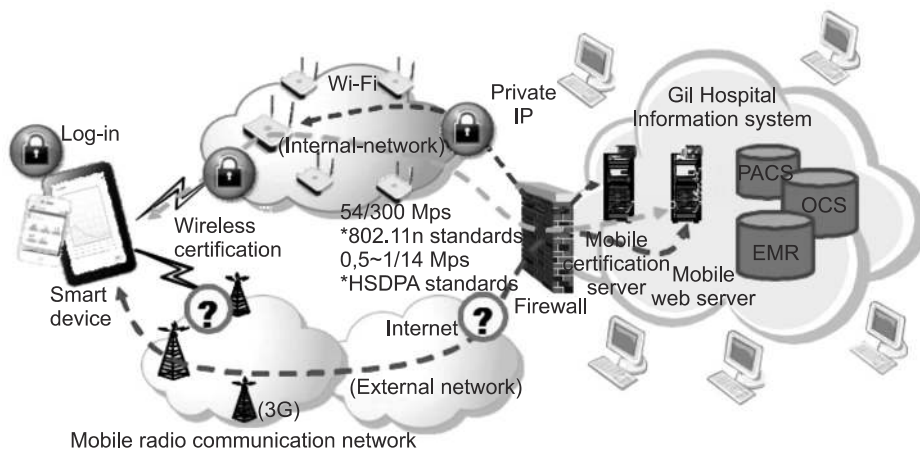 Log-in
Wi-Fi
(Internal-network)
Private
IP
Gil Hospital
Information system
PACS
OCS
EMR
Wireless
certification
54/300 Mps
*802.11n standards
0,5~1/14 Mps
*HSDPA standards
Mobile
certification
server
Mobile
web server
Firewall
Smart
device
?
Internet
?
(External network)
(3G)
Mobile radio communication network